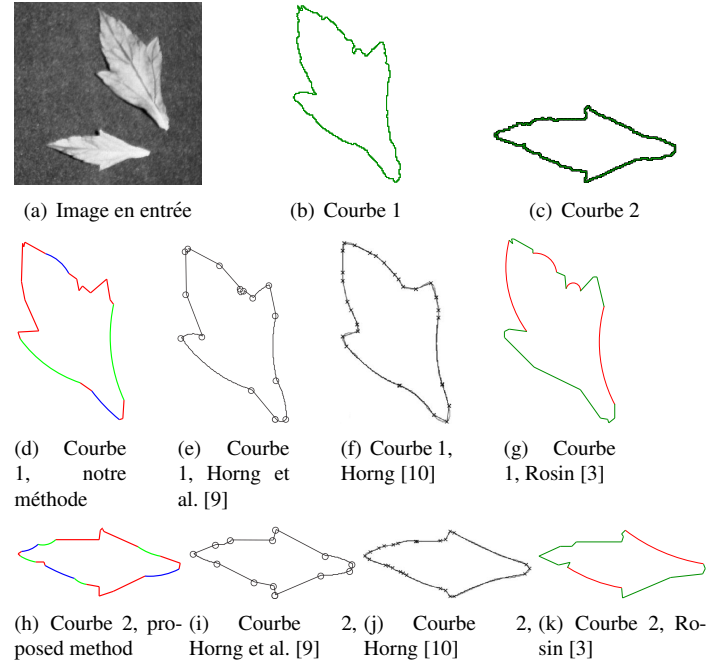 (a) Image en entrée
(b) Courbe 1
(c) Courbe 2
(d) Courbe
1, notre
méthode
(e) Courbe
1, Horng et
al. [9]
(f) Courbe 1,
Horng [10]
(g) Courbe
1, Rosin [3]
(h) Courbe 2, pro-
posed method
(i) Courbe 2,
Horng et al. [9]
(j) Courbe 2,
Horng [10]
(k) Courbe 2, Ro-
sin [3]